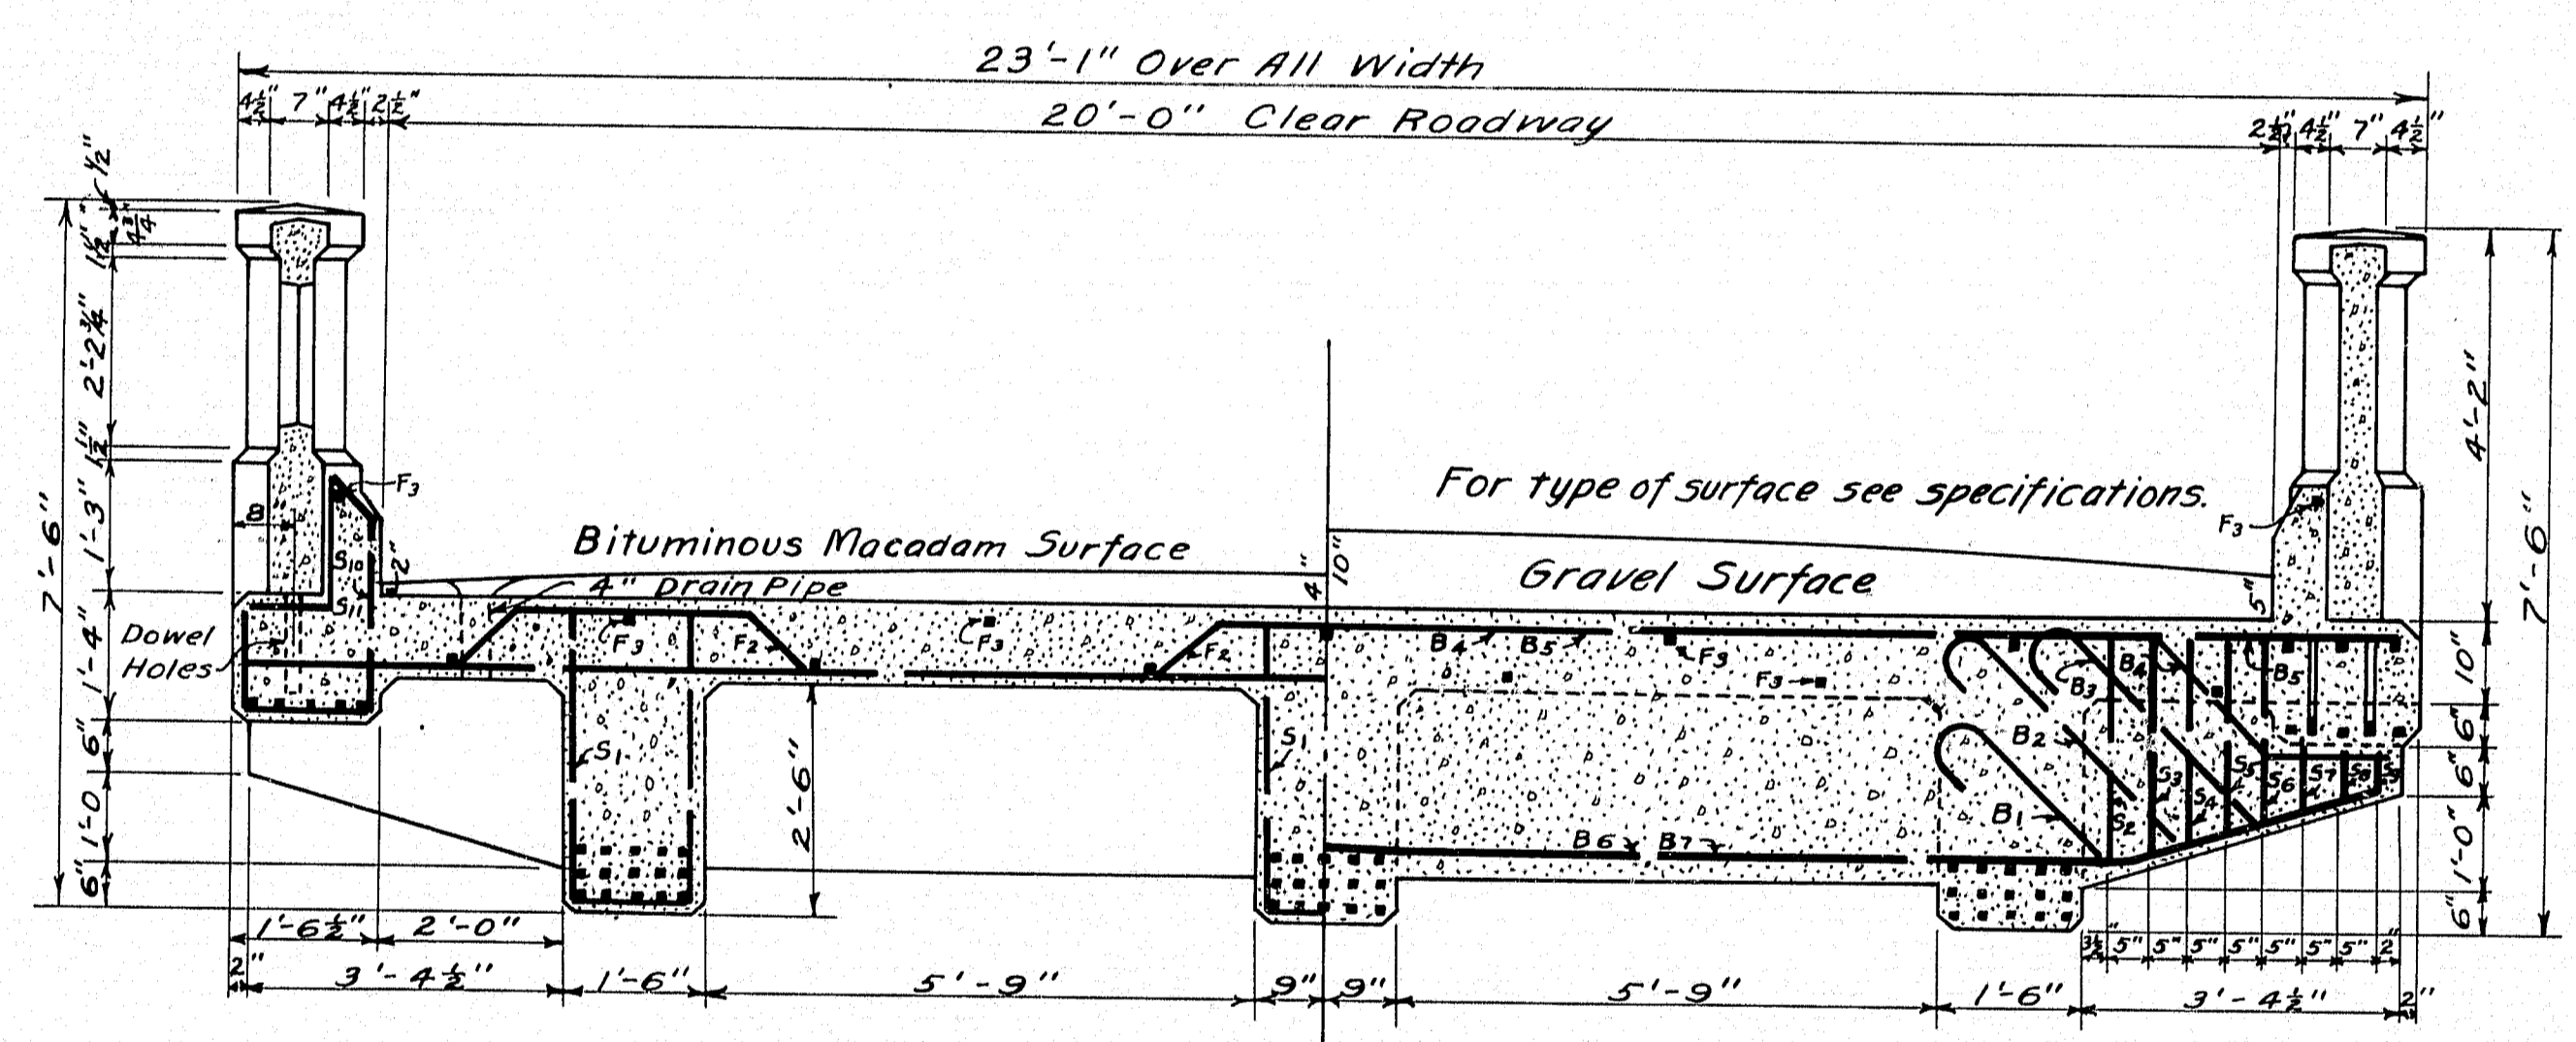 23'-1" Over All Width
20'-0" Clear Roadway
4½" 7" 4½" 2½"
2½" 4½" 7" 4½"
½"
4¾"
1½"
2'-2¾"
1½"
1'-3"
1'-4"
6"
1'-0
6"
7'-6"
8
F3
S10
S11
2"
Dowel
Holes
Bituminous Macadam Surface
4" Drain Pipe
4"
10"
For type of surface see specifications.
Gravel Surface
5"
F3
4'-2"
7'-6"
10"
6"
6"
1'-0"
6"
F3 F2 F3 F2
B4 B5 F3 F3
B3 B4 B5
S1 S1
2'-6"
B2 B1
B6 B7
S2 S3 S4 S5 S6 S7 S8 S9
1'-6½" 2'-0"
3½" 5" 5" 5" 5" 5" 5" 5" 2"
2" 3'-4½" 1'-6" 5'-9" 9" 9" 5'-9" 1'-6" 3'-4½" 2"